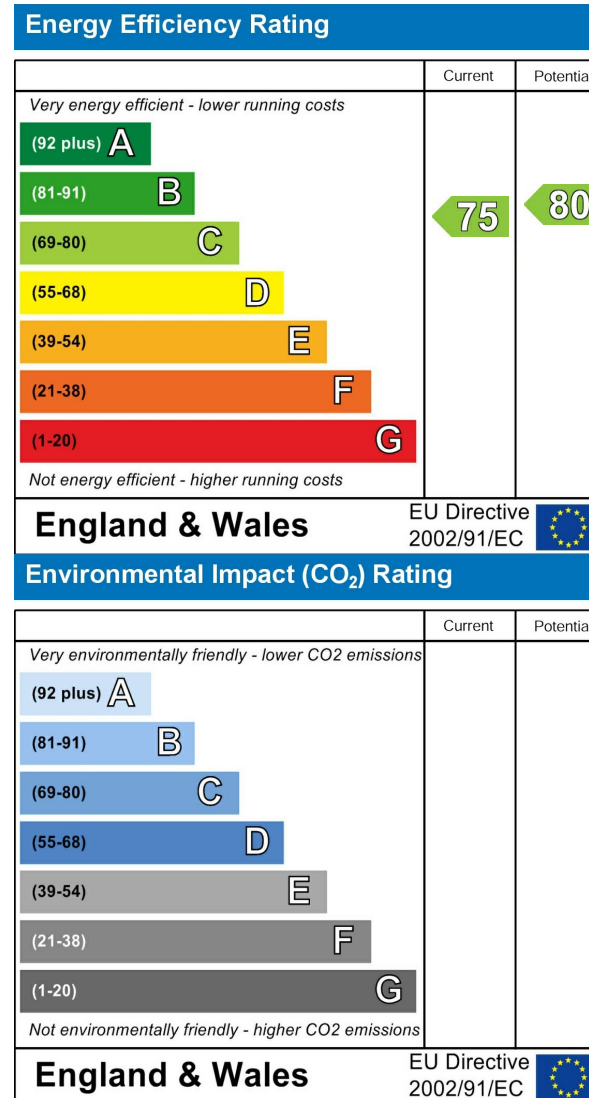 Energy Efficiency Rating
Current Potentia
Very energy efficient - lower running costs
(92 plus) A
(81-91) B
(69-80) C
(55-68) D
(39-54) E
(21-38) F
(1-20) G
75
80
Not energy efficient - higher running costs
England & Wales
EU Directive
2002/91/EC
Environmental Impact (CO₂) Rating
Current Potentia
Very environmentally friendly - lower CO2 emissions
(92 plus) A
(81-91) B
(69-80) C
(55-68) D
(39-54) E
(21-38) F
(1-20) G
Not environmentally friendly - higher CO2 emissions
England & Wales
EU Directive
2002/91/EC